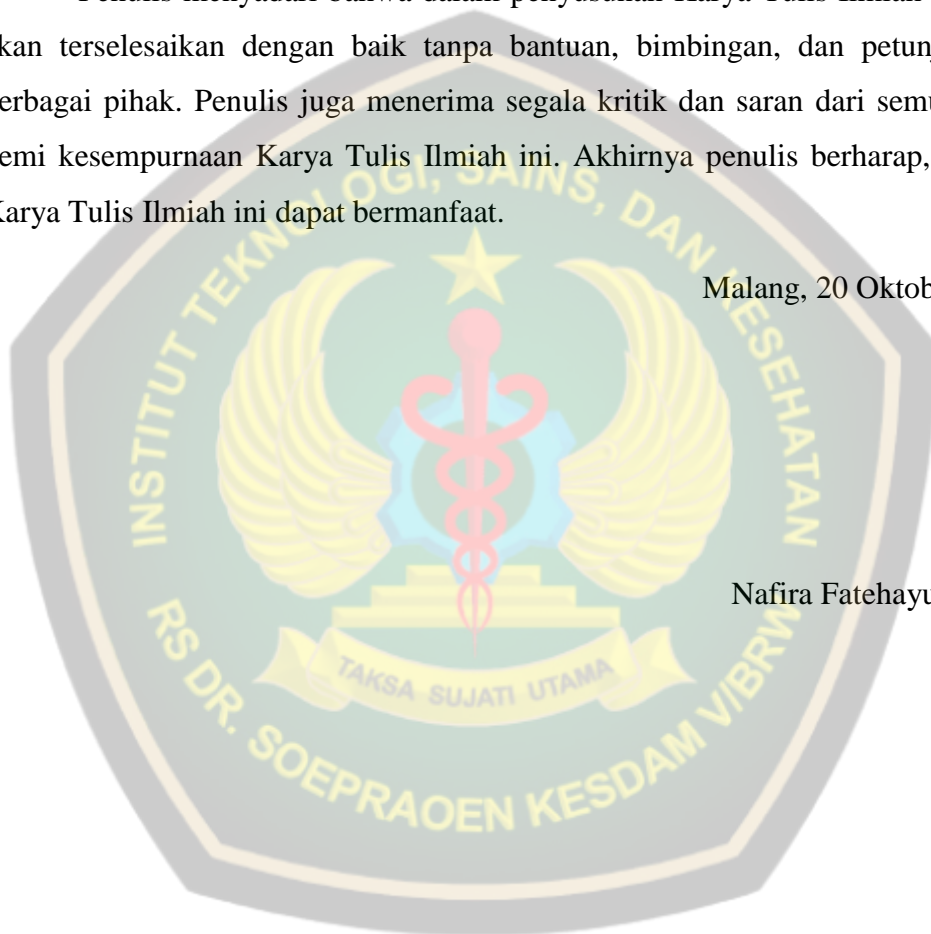 Penulis menyadari bahwa dalam penyusunan Karya Tulis Ilmiah
kan terselesaikan dengan baik tanpa bantuan, bimbingan, dan petunj
erbagai pihak. Penulis juga menerima segala kritik dan saran dari semu
emi kesempurnaan Karya Tulis Ilmiah ini. Akhirnya penulis berharap,
Karya Tulis Ilmiah ini dapat bermanfaat.
Malang, 20 Oktob
Nafira Fatehayu
INSTITUT TEKNOLOGI, SAINS, DAN KESEHATAN
TAKSA SUJATI UTAMA
RS DR. SOEPRAOEN KESDAM V/BRW